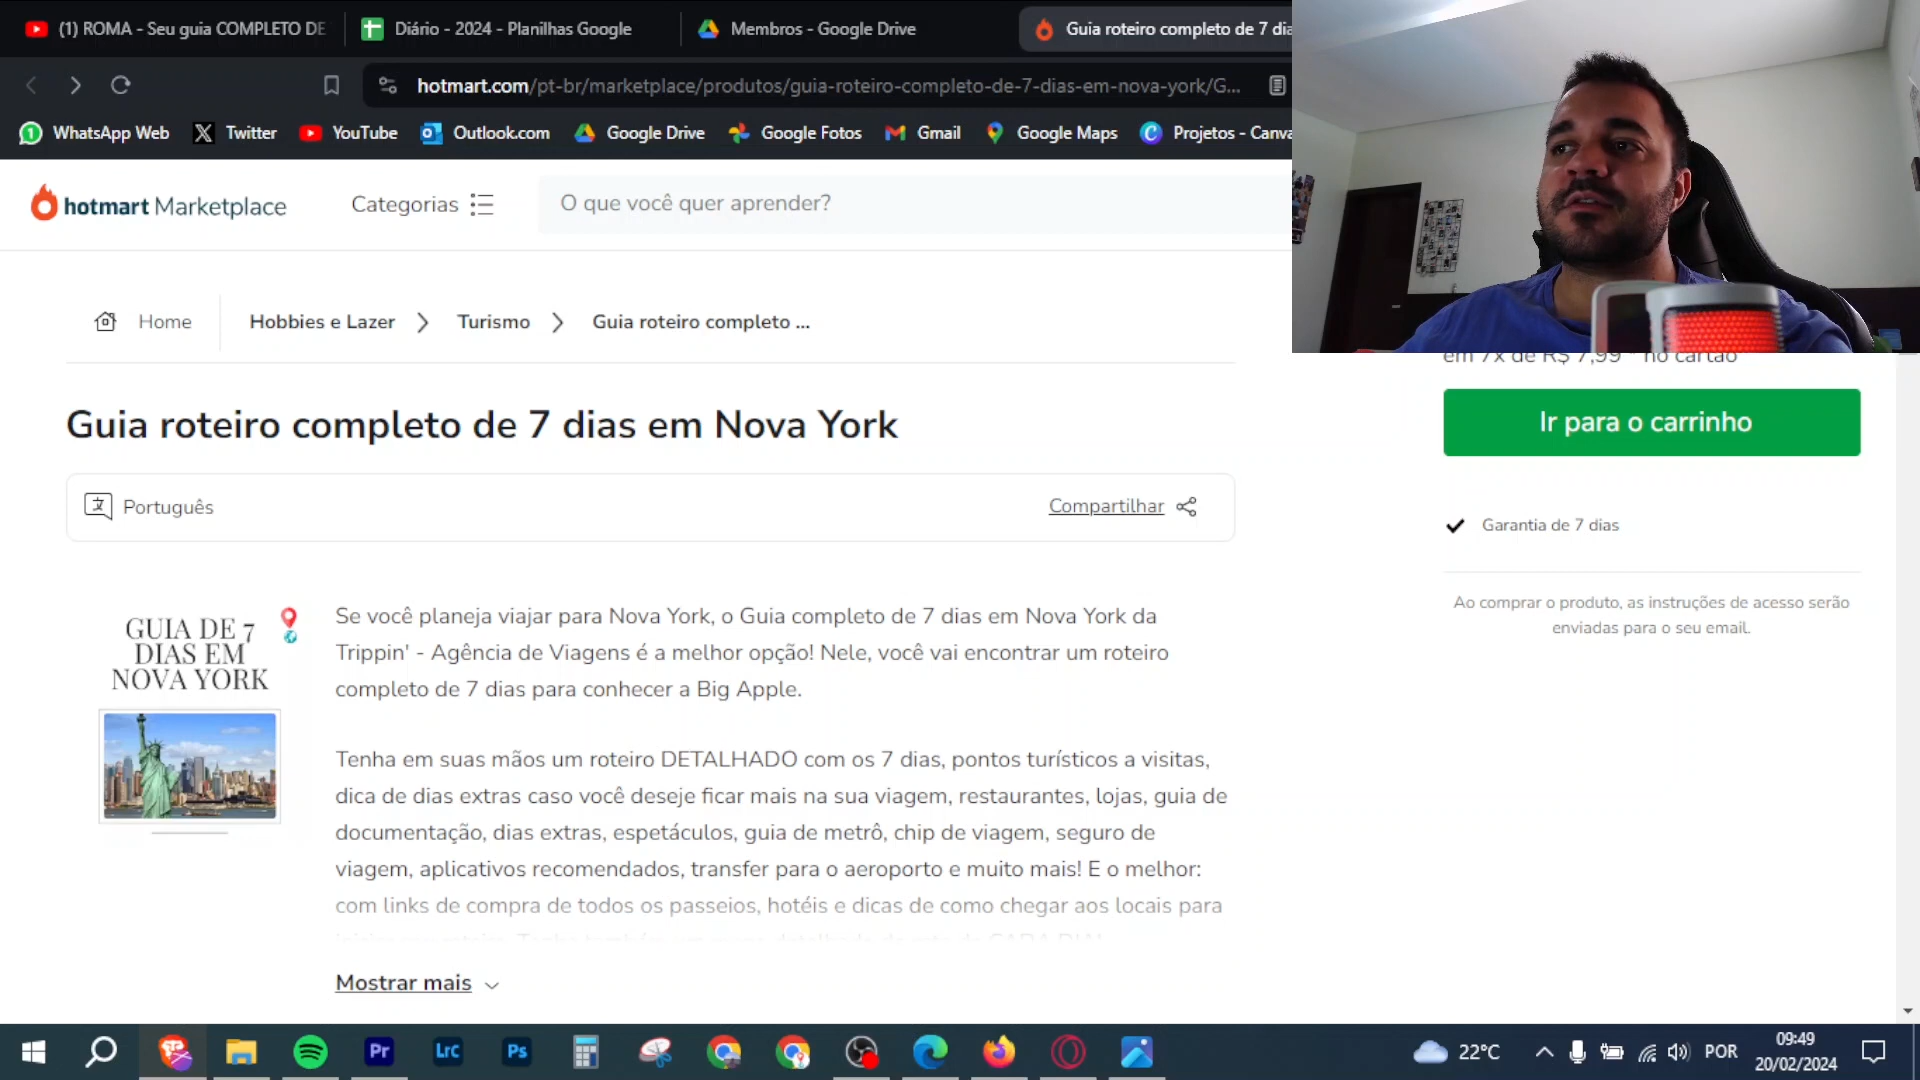 (1) ROMA - Seu guia COMPLETO DE
Diário - 2024 - Planilhas Google
Membros - Google Drive
Guia roteiro completo de 7 dia
hotmart.com/pt-br/marketplace/produtos/guia-roteiro-completo-de-7-dias-em-nova-york/G...
WhatsApp Web
Twitter
YouTube
Outlook.com
Google Drive
Google Fotos
Gmail
Google Maps
Projetos - Canva
hotmart Marketplace
Categorias
O que você quer aprender?
Home
Hobbies e Lazer
Turismo
Guia roteiro completo ...
em 7x de R$ 7,99 * no cartão
Guia roteiro completo de 7 dias em Nova York
Ir para o carrinho
Português
Compartilhar
Garantia de 7 dias
Ao comprar o produto, as instruções de acesso serão
enviadas para o seu email.
GUIA DE 7
DIAS EM
NOVA YORK
Se você planeja viajar para Nova York, o Guia completo de 7 dias em Nova York da
Trippin' - Agência de Viagens é a melhor opção! Nele, você vai encontrar um roteiro
completo de 7 dias para conhecer a Big Apple.
Tenha em suas mãos um roteiro DETALHADO com os 7 dias, pontos turísticos a visitas,
dica de dias extras caso você deseje ficar mais na sua viagem, restaurantes, lojas, guia de
documentação, dias extras, espetáculos, guia de metrô, chip de viagem, seguro de
viagem, aplicativos recomendados, transfer para o aeroporto e muito mais! E o melhor:
com links de compra de todos os passeios, hotéis e dicas de como chegar aos locais para
Mostrar mais
Pr
LrC
Ps
22°C
POR
09:49
20/02/2024